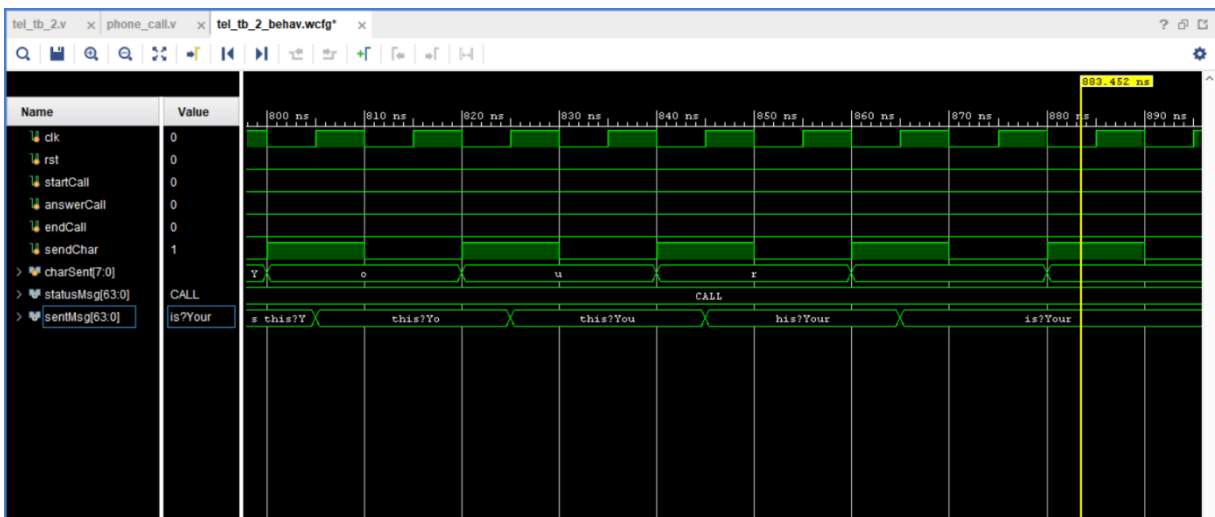 tel_tb_2.v × phone_call.v × tel_tb_2_behav.wcfg* ×
883.452 ns
Name Value
800 ns 810 ns 820 ns 830 ns 840 ns 850 ns 860 ns 870 ns 880 ns 890 ns
clk 0
rst 0
startCall 0
answerCall 0
endCall 0
sendChar 1
charSent[7:0] Y o u r
statusMsg[63:0] CALL CALL
sentMsg[63:0] is?Your s this?Y this?Yo this?You his?Your is?Your